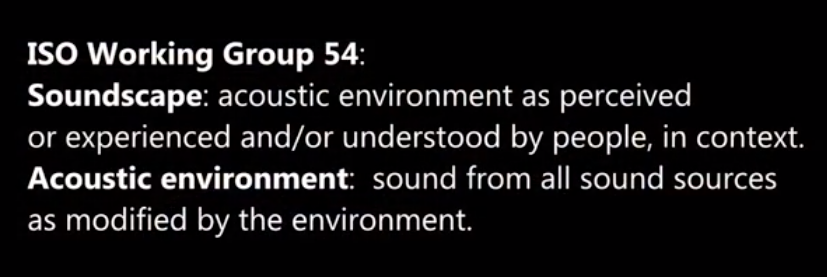 ISO Working Group 54:
Soundscape: acoustic environment as perceived
or experienced and/or understood by people, in context.
Acoustic environment:  sound from all sound sources
as modified by the environment.